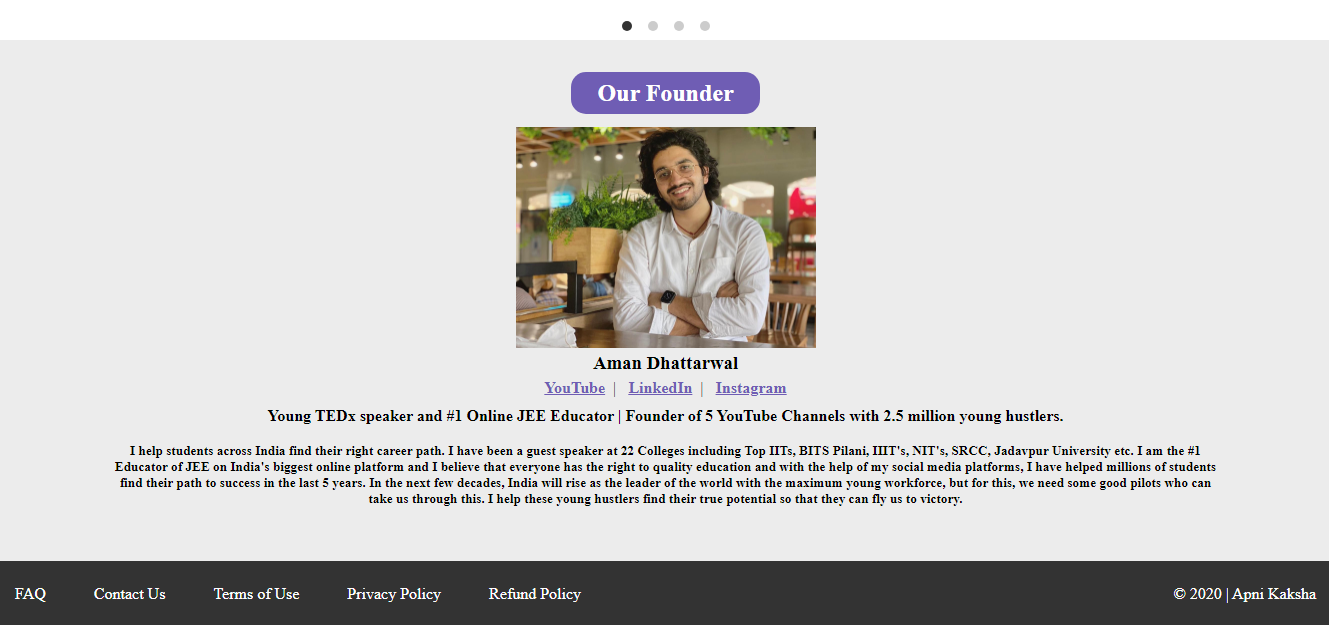 Our Founder
Aman Dhattarwal
YouTube | LinkedIn | Instagram
Young TEDx speaker and #1 Online JEE Educator | Founder of 5 YouTube Channels with 2.5 million young hustlers.
I help students across India find their right career path. I have been a guest speaker at 22 Colleges including Top IITs, BITS Pilani, IIIT's, NIT's, SRCC, Jadavpur University etc. I am the #1
Educator of JEE on India's biggest online platform and I believe that everyone has the right to quality education and with the help of my social media platforms, I have helped millions of students
find their path to success in the last 5 years. In the next few decades, India will rise as the leader of the world with the maximum young workforce, but for this, we need some good pilots who can
take us through this. I help these young hustlers find their true potential so that they can fly us to victory.
FAQ Contact Us Terms of Use Privacy Policy Refund Policy © 2020 | Apni Kaksha